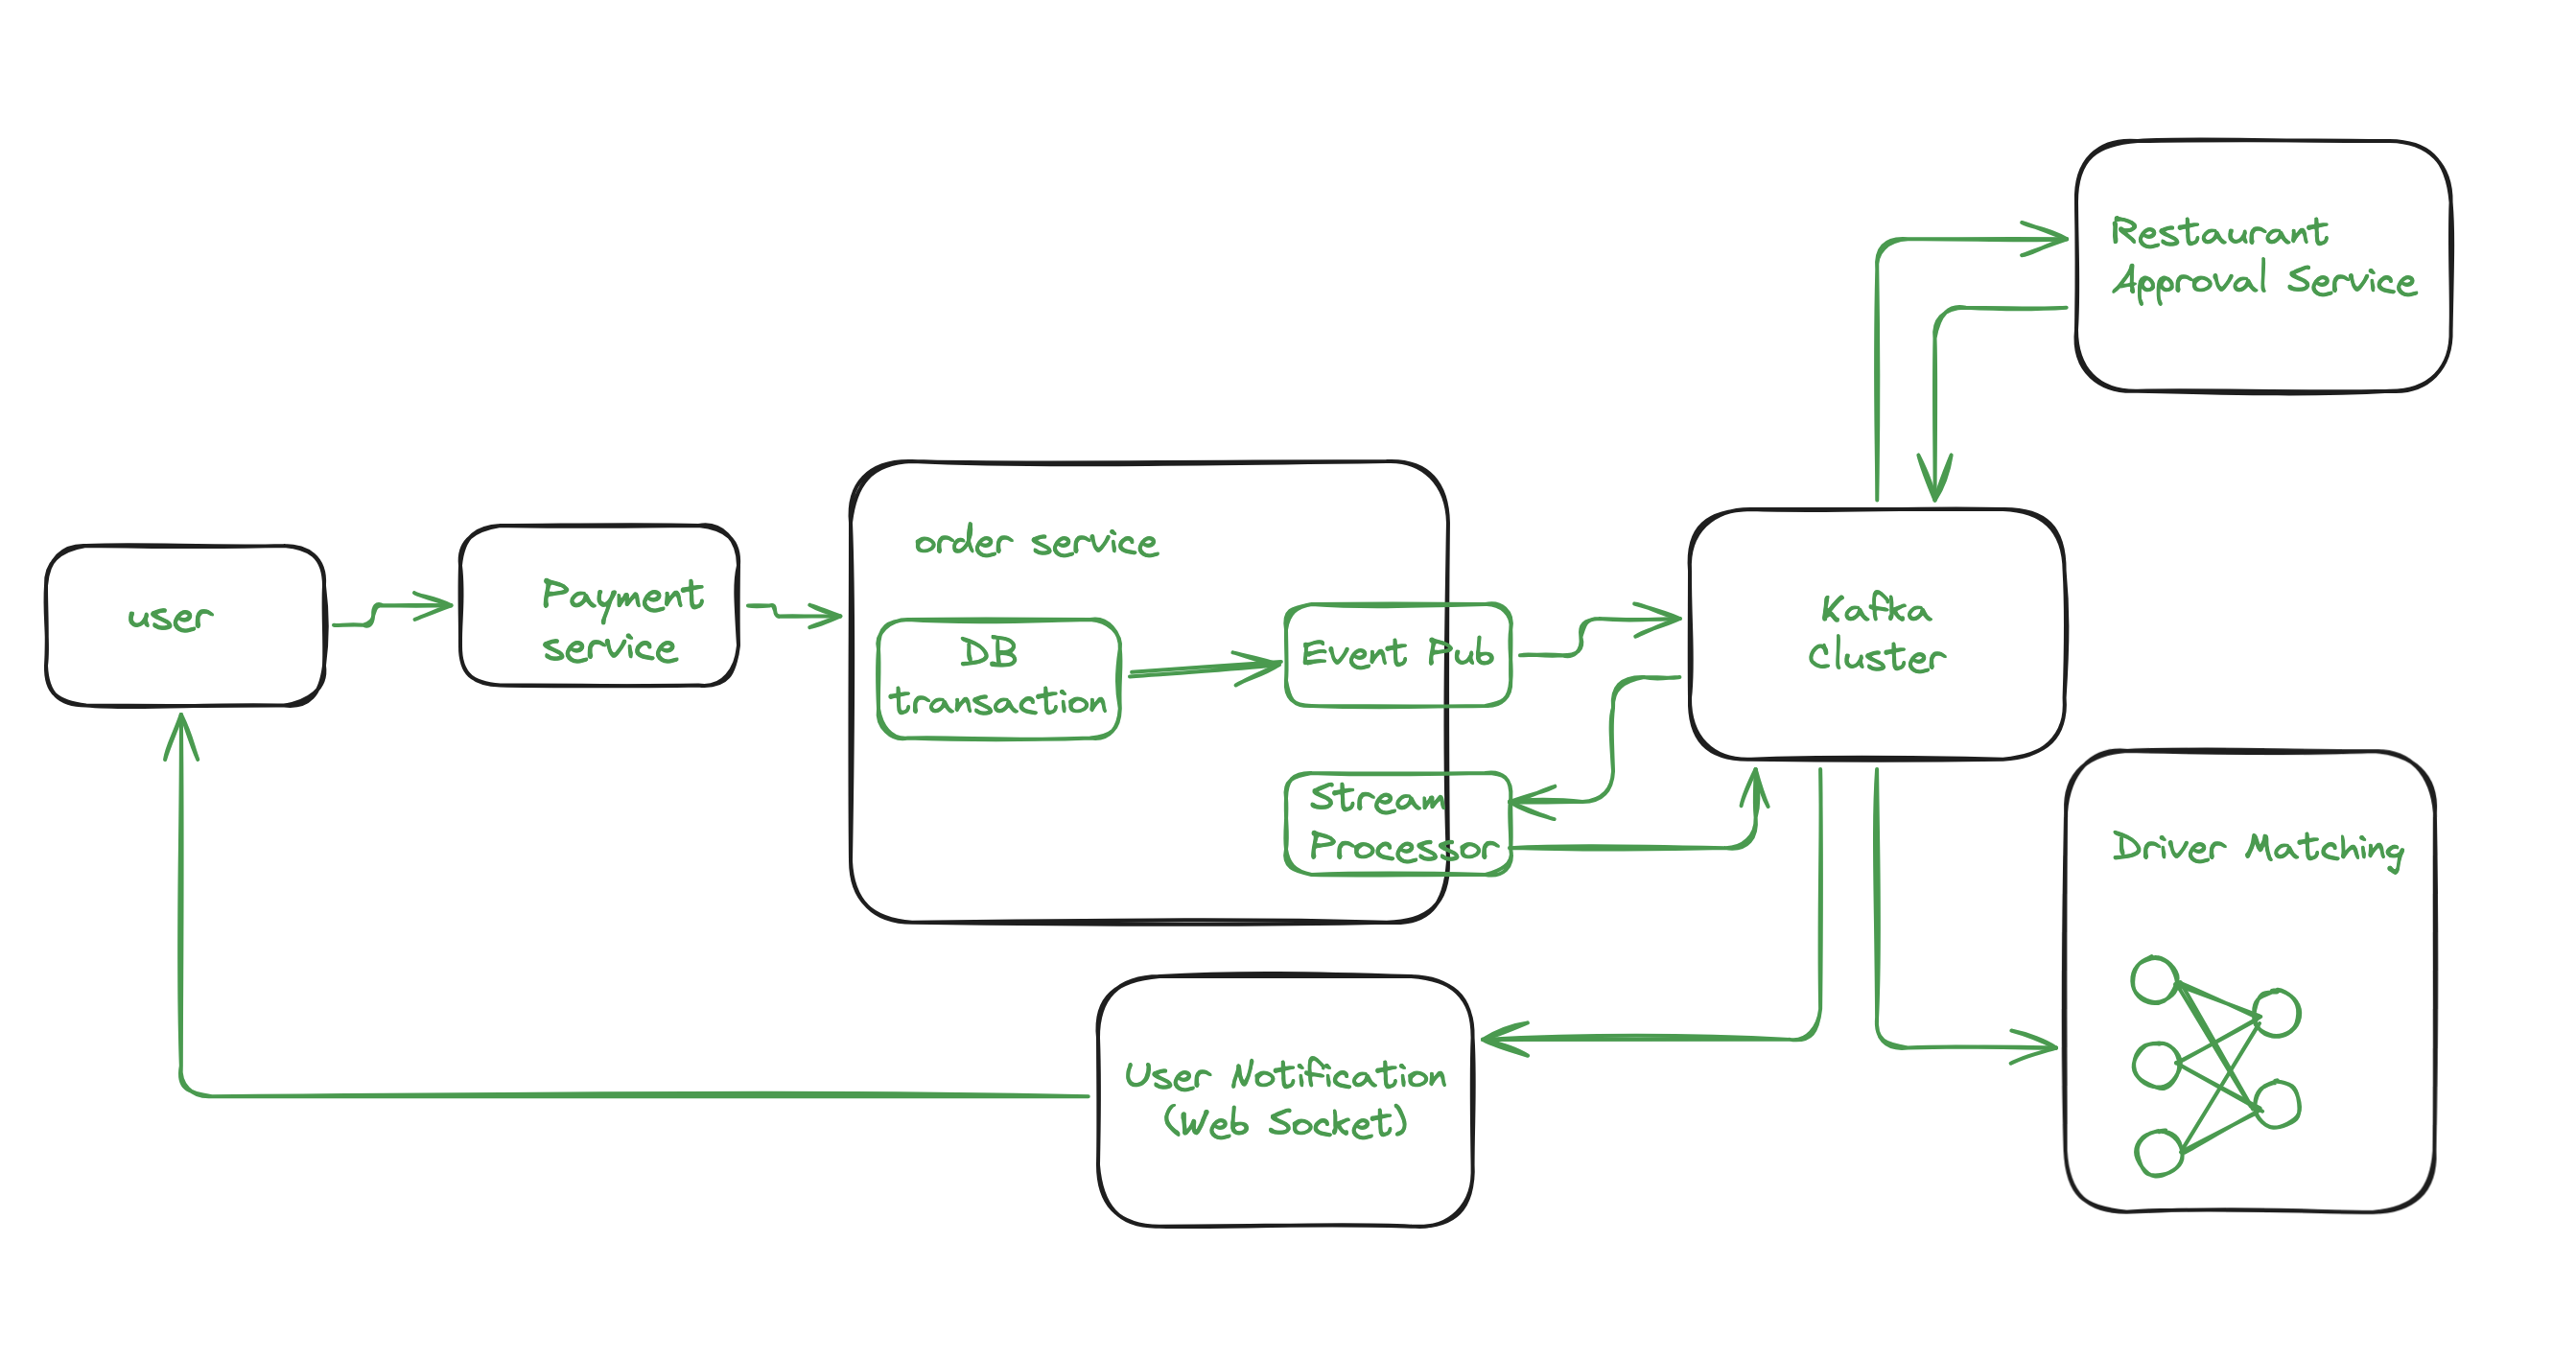 user
Payment
service
order service
DB
transaction
Event Pub
Stream
Processor
Kafka
cluster
Restaurant
Approval Service
Driver Matching
User Notification
(Web Socket)